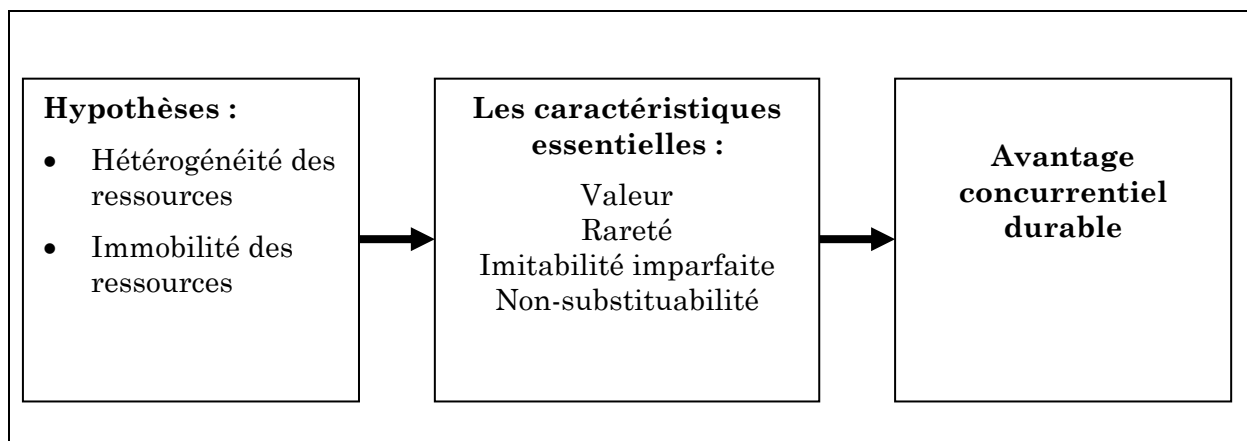 Hypothèses :
• Hétérogénéité des
ressources
• Immobilité des
ressources
Les caractéristiques
essentielles :
Valeur
Rareté
Imitabilité imparfaite
Non-substituabilité
Avantage
concurrentiel
durable